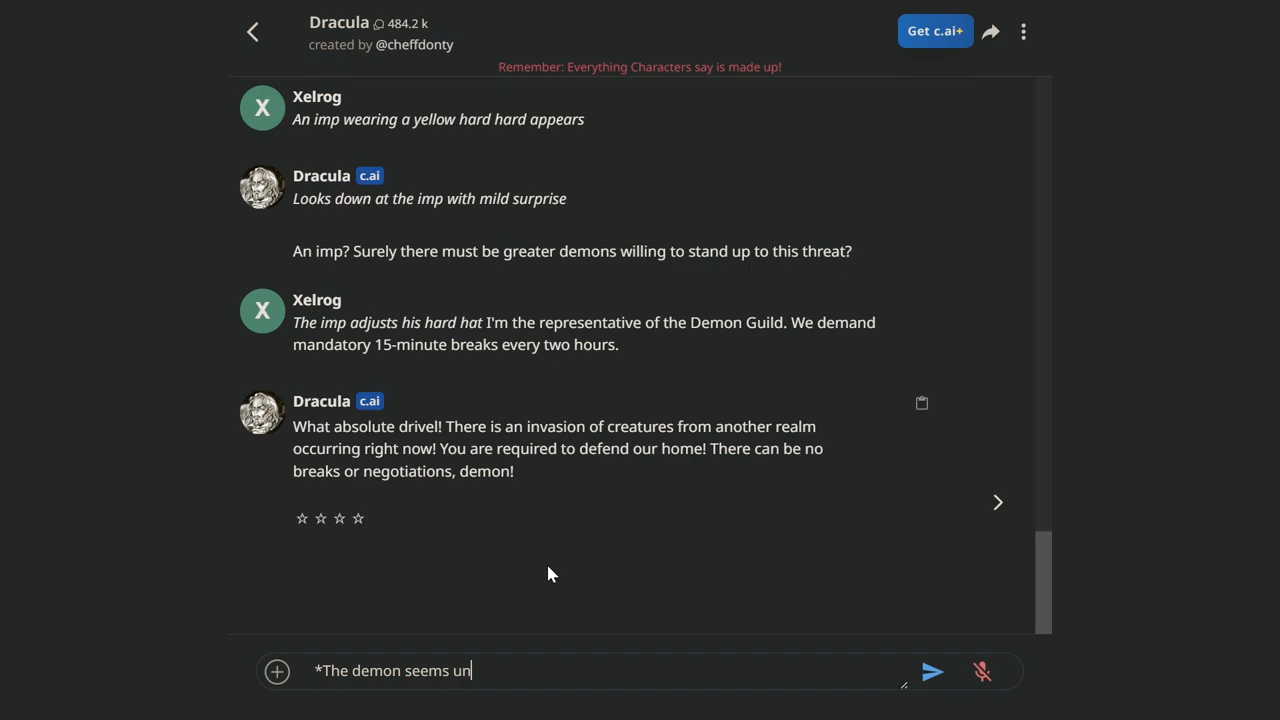 Dracula 484.2 k
created by @cheffdonty
Get c.ai+
Remember: Everything Characters say is made up!
X
Xelrog
An imp wearing a yellow hard hard appears
Dracula c.ai
Looks down at the imp with mild surprise
An imp? Surely there must be greater demons willing to stand up to this threat?
X
Xelrog
The imp adjusts his hard hat I'm the representative of the Demon Guild. We demand
mandatory 15-minute breaks every two hours.
Dracula c.ai
What absolute drivel! There is an invasion of creatures from another realm
occurring right now! You are required to defend our home! There can be no
breaks or negotiations, demon!
*The demon seems un